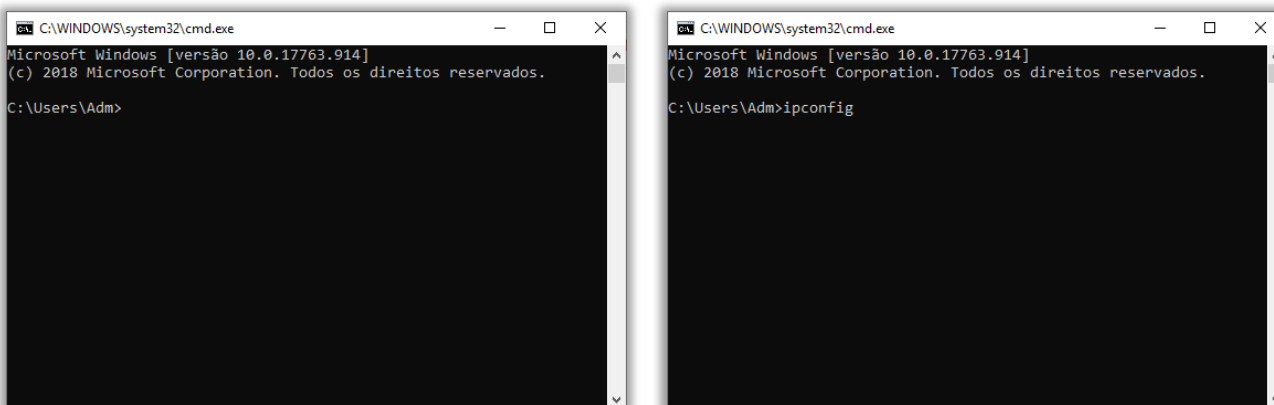 C:\WINDOWS\system32\cmd.exe
Microsoft Windows [versão 10.0.17763.914]
(c) 2018 Microsoft Corporation. Todos os direitos reservados.
C:\Users\Adm>
C:\WINDOWS\system32\cmd.exe
Microsoft Windows [versão 10.0.17763.914]
(c) 2018 Microsoft Corporation. Todos os direitos reservados.
C:\Users\Adm>ipconfig